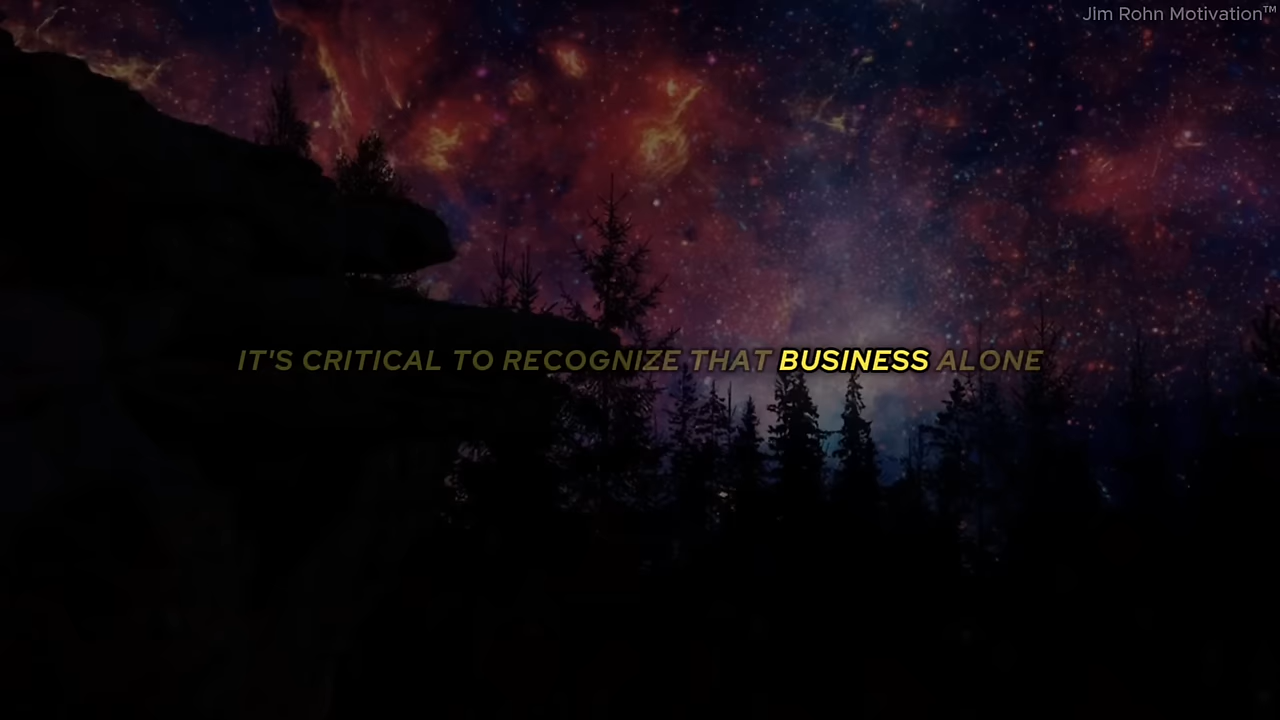 Jim Rohn Motivation™
IT'S CRITICAL TO RECOGNIZE THAT BUSINESS ALONE